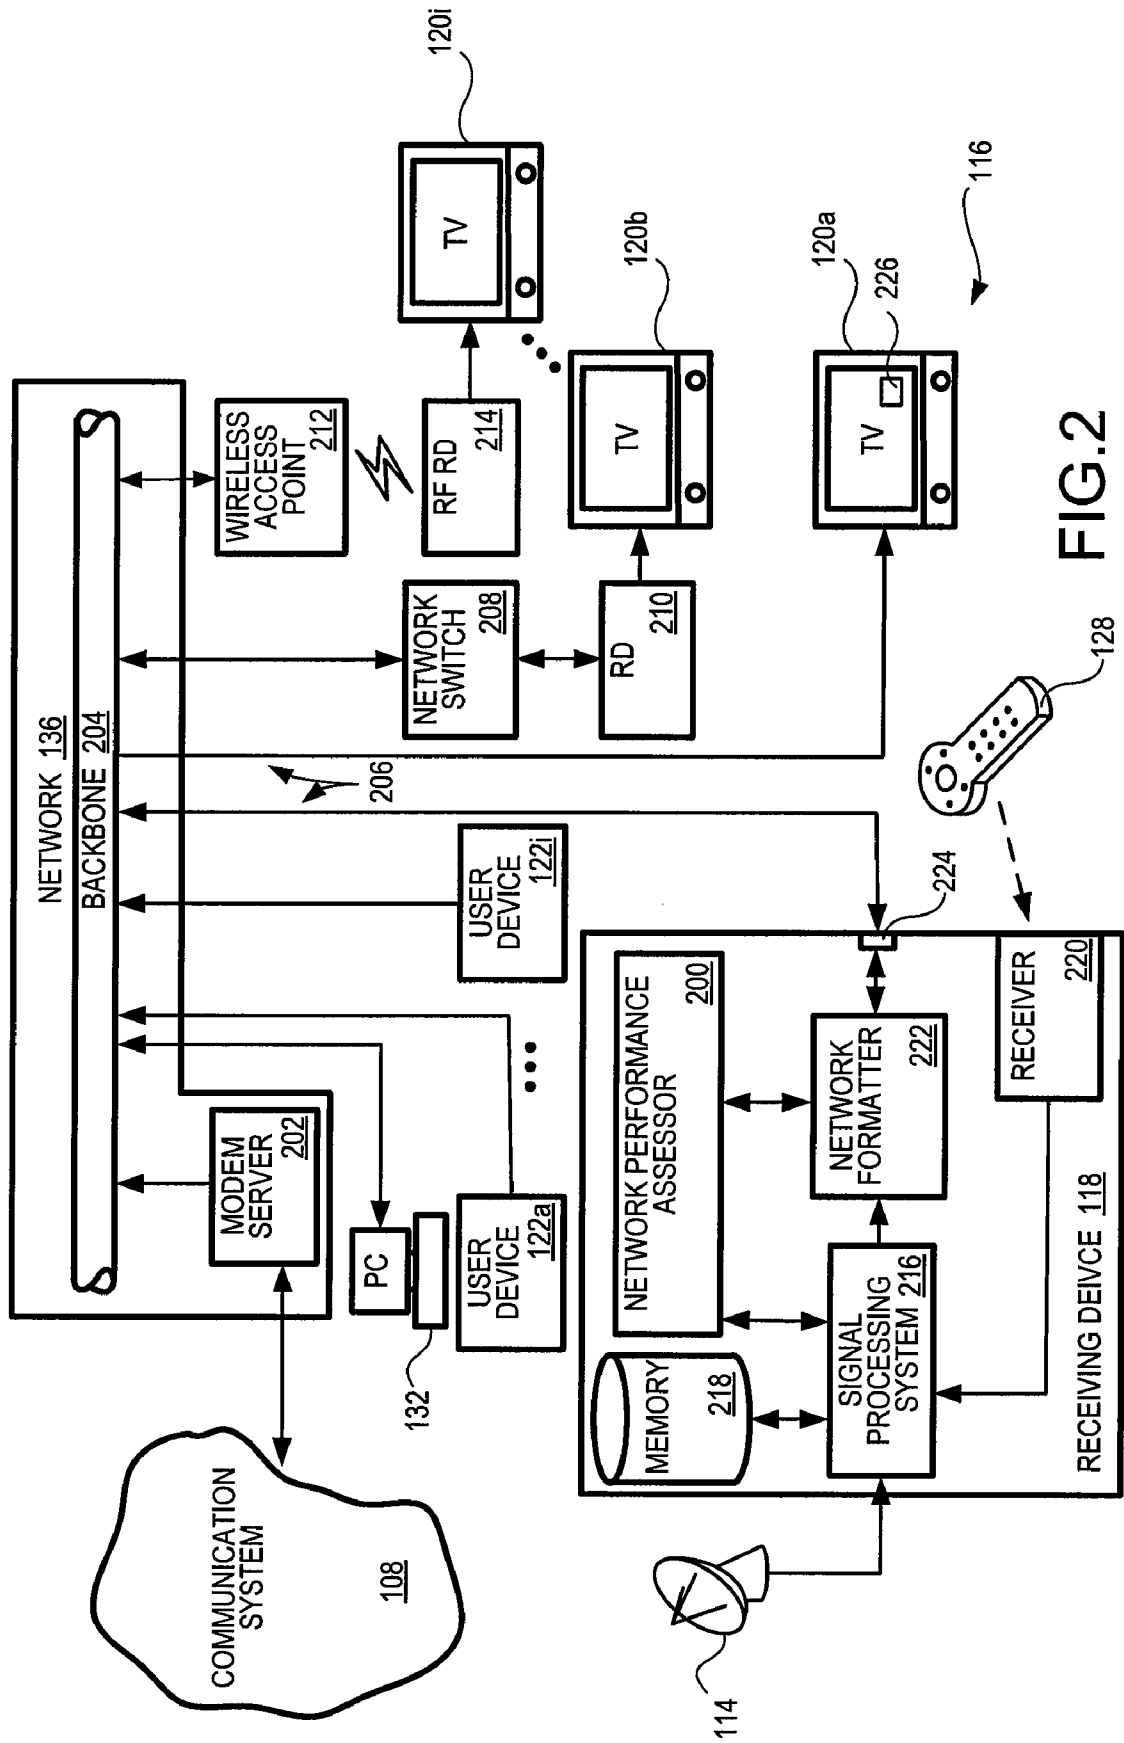 COMMUNICATION
SYSTEM
108
NETWORK 136
BACKBONE 204
MODEM
SERVER
202
PC
132
USER
DEVICE
122a
USER
DEVICE
122i
206
NETWORK
SWITCH
208
RD
210
WIRELESS
ACCESS
POINT
212
RF RD
214
TV
120i
TV
120b
TV
120a
226
116
114
MEMORY
218
NETWORK PERFORMANCE
ASSESSOR
200
SIGNAL
PROCESSING
SYSTEM 216
NETWORK
FORMATTER
222
224
RECEIVER
220
RECEIVING DEIVCE 118
128
FIG.2